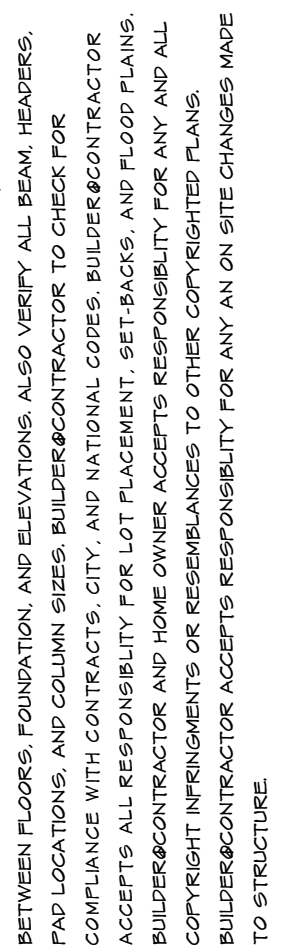 BETWEEN FLOORS, FOUNDATION, AND ELEVATIONS. ALSO VERIFY ALL BEAM, HEADERS,
PAD LOCATIONS, AND COLUMN SIZES. BUILDER@CONTRACTOR TO CHECK FOR
COMPLIANCE WITH CONTRACTS, CITY, AND NATIONAL CODES. BUILDER@CONTRACTOR
ACCEPTS ALL RESPONSIBLITY FOR LOT PLACEMENT, SET-BACKS, AND FLOOD PLAINS.
BUILDER@CONTRACTOR AND HOME OWNER ACCEPTS RESPONSIBLITY FOR ANY AND ALL
COPYRIGHT INFRINGMENTS OR RESEMBLANCES TO OTHER COPYRIGHTED PLANS.
BUILDER@CONTRACTOR ACCEPTS RESPONSIBLITY FOR ANY AN ON SITE CHANGES MADE
TO STRUCTURE.